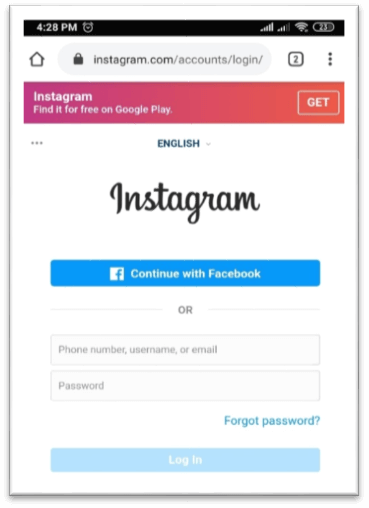 4:28 PM 23
instagram.com/accounts/login/ 2
Instagram
Find it for free on Google Play.
GET
ENGLISH
Instagram
Continue with Facebook
OR
Phone number, username, or email
Password
Forgot password?
Log In